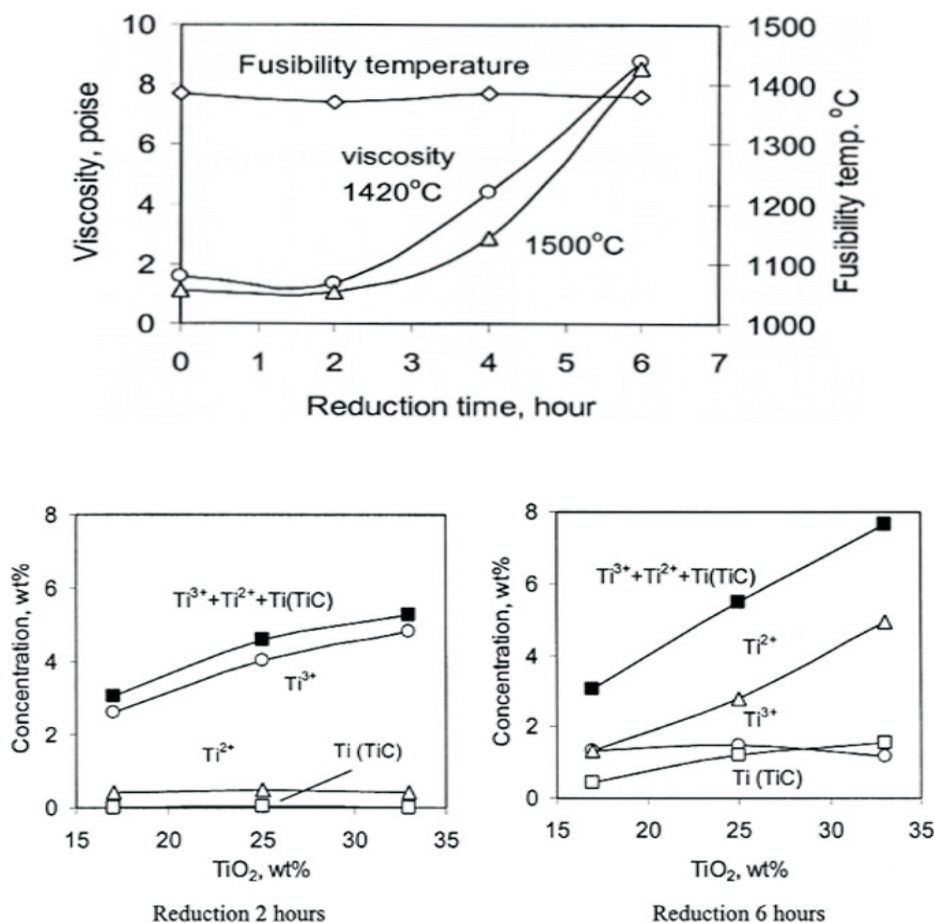 10
8
6
4
2
0
Viscosity, poise
Fusibility temperature
viscosity
1420°C
1500°C
1500
1400
1300
1200
1100
1000
Fusibility temp. °C
0 1 2 3 4 5 6 7
Reduction time, hour
8
6
4
2
0
Concentration, wt%
Ti³⁺+Ti²⁺+Ti(TiC)
Ti³⁺
Ti²⁺
Ti (TiC)
15 20 25 30 35
TiO₂, wt%
Reduction 2 hours
8
6
4
2
0
Concentration, wt%
Ti³⁺+Ti²⁺+Ti(TiC)
Ti²⁺
Ti³⁺
Ti (TiC)
15 20 25 30 35
TiO₂, wt%
Reduction 6 hours